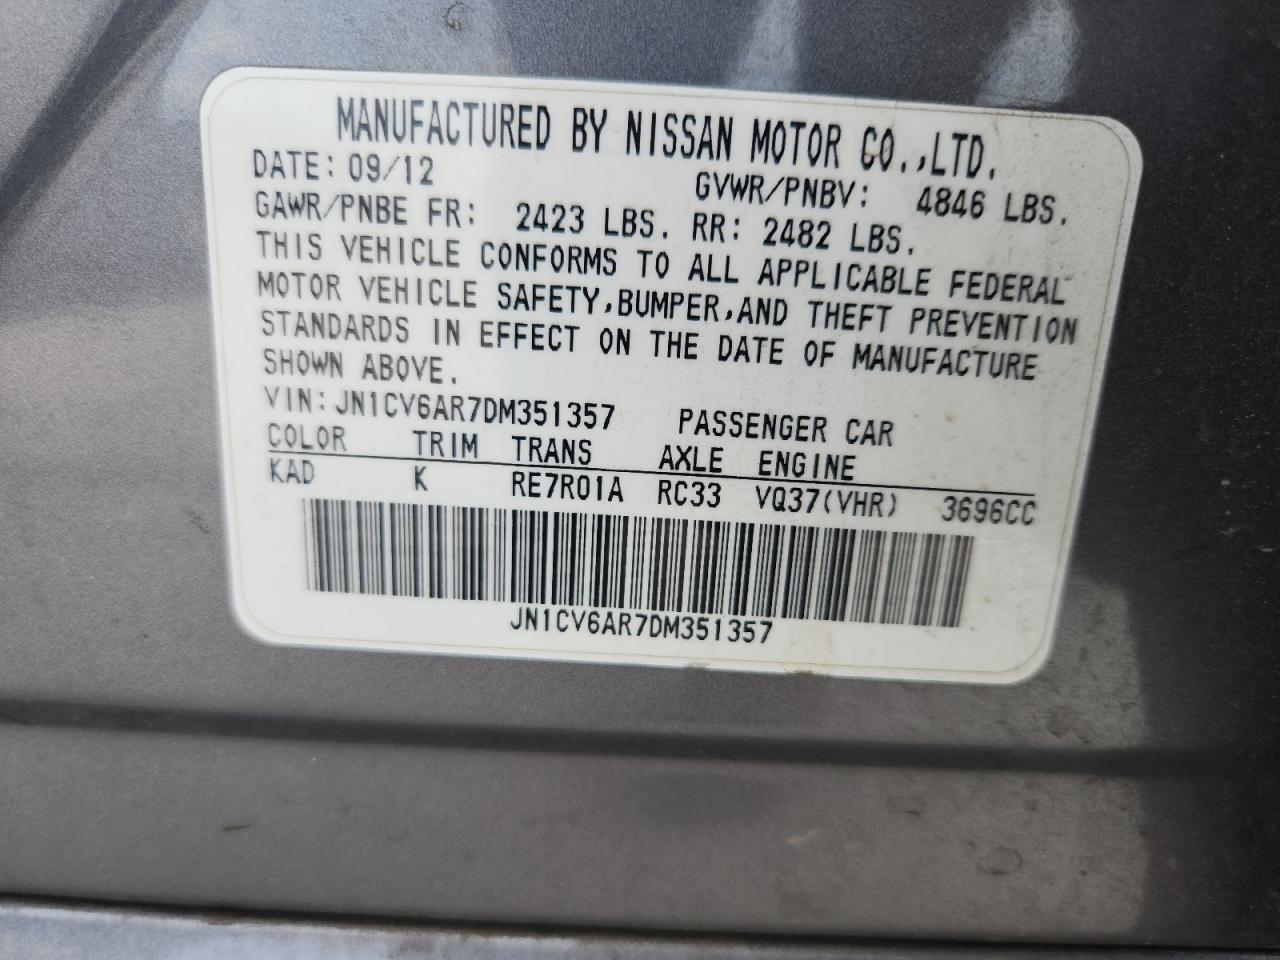 MANUFACTURED BY NISSAN MOTOR CO.,LTD.
DATE: 09/12 GVWR/PNBV: 4846 LBS.
GAWR/PNBE FR: 2423 LBS. RR: 2482 LBS.
THIS VEHICLE CONFORMS TO ALL APPLICABLE FEDERAL
MOTOR VEHICLE SAFETY,BUMPER,AND THEFT PREVENTION
STANDARDS IN EFFECT ON THE DATE OF MANUFACTURE
SHOWN ABOVE.
VIN: JN1CV6AR7DM351357 PASSENGER CAR
COLOR TRIM TRANS AXLE ENGINE
KAD K RE7R01A RC33 VQ37(VHR) 3696CC
JN1CV6AR7DM351357